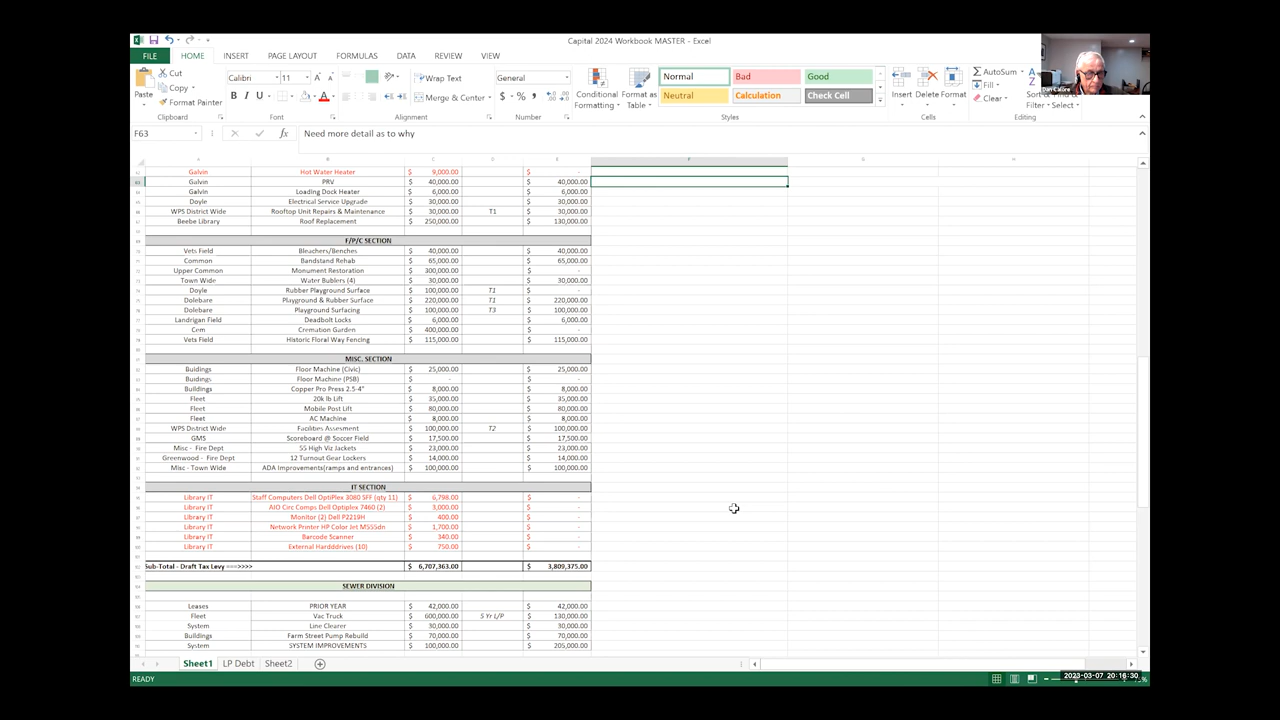 Capital 2024 Workbook MASTER - Excel
FILE HOME INSERT PAGE LAYOUT FORMULAS DATA REVIEW VIEW
Paste Cut Copy Format Painter
Calibri 11
Wrap Text
Merge & Center
General
$ % ,
Conditional Formatting
Format as Table
Normal Bad Good
Neutral Calculation Check Cell
Insert Delete Format
AutoSum Fill Clear
Sort & Find & Filter Select
Clipboard Font Alignment Number Styles Cells Editing
F63 Need more detail as to why
A B C D E F G H
Galvin Hot Water Heater $ 9,000.00 $ -
63 Galvin PRV $ 40,000.00 $ 40,000.00
Galvin Loading Dock Heater $ 6,000.00 $ 6,000.00
Doyle Electrical Service Upgrade $ 30,000.00 $ 30,000.00
WPS District Wide Rooftop Unit Repairs & Maintenance $ 30,000.00 T1 $ 30,000.00
Beebe Library Roof Replacement $ 250,000.00 $ 130,000.00
F/P/C SECTION
Vets Field Bleachers/Benches $ 40,000.00 $ 40,000.00
Common Bandstand Rehab $ 65,000.00 $ 65,000.00
Upper Common Monument Restoration $ 300,000.00 $ -
Town Wide Water Bublers (4) $ 30,000.00 $ 30,000.00
Doyle Rubber Playground Surface $ 100,000.00 T1 $ -
Dolebare Playground & Rubber Surface $ 220,000.00 T1 $ 220,000.00
Dolebare Playground Surfacing $ 100,000.00 T3 $ 100,000.00
Landrigan Field Deadbolt Locks $ 6,000.00 $ 6,000.00
Cem Cremation Garden $ 400,000.00 $ -
Vets Field Historic Floral Way Fencing $ 115,000.00 $ 115,000.00
MISC. SECTION
Buidings Floor Machine (Civic) $ 25,000.00 $ 25,000.00
Buidings Floor Machine (PSB) $ - $ -
Buildings Copper Pro Press 2.5-4" $ 8,000.00 $ 8,000.00
Fleet 20k lb Lift $ 35,000.00 $ 35,000.00
Fleet Mobile Post Lift $ 80,000.00 $ 80,000.00
Fleet AC Machine $ 8,000.00 $ 8,000.00
WPS District Wide Facilities Assesment $ 100,000.00 T2 $ 100,000.00
GMS Scoreboard @ Soccer Field $ 17,500.00 $ 17,500.00
Misc - Fire Dept 55 High Viz Jackets $ 23,000.00 $ 23,000.00
Greenwood - Fire Dept 12 Turnout Gear Lockers $ 14,000.00 $ 14,000.00
Misc - Town Wide ADA Improvements(ramps and entrances) $ 100,000.00 $ 100,000.00
IT SECTION
Library IT Staff Computers Dell OptiPlex 3080 SFF (qty 11) $ 6,798.00 $ -
Library IT AIO Circ Comps Dell Optiplex 7460 (2) $ 3,000.00 $ -
Library IT Monitor (2) Dell P2219H $ 400.00 $ -
Library IT Network Printer HP Color Jet M555dn $ 1,700.00 $ -
Library IT Barcode Scanner $ 340.00 $ -
Library IT External Hardddrives (10) $ 750.00 $ -
Sub-Total - Draft Tax Levy ===>>>> $ 6,707,363.00 $ 3,809,375.00
SEWER DIVISION
Leases PRIOR YEAR $ 42,000.00 $ 42,000.00
Fleet Vac Truck $ 600,000.00 5 Yr L/P $ 130,000.00
System Line Clearer $ 30,000.00 $ 30,000.00
Buildings Farm Street Pump Rebuild $ 70,000.00 $ 70,000.00
System SYSTEM IMPROVEMENTS $ 100,000.00 $ 205,000.00
Sheet1 LP Debt Sheet2
READY
2023-03-07 20:16:30